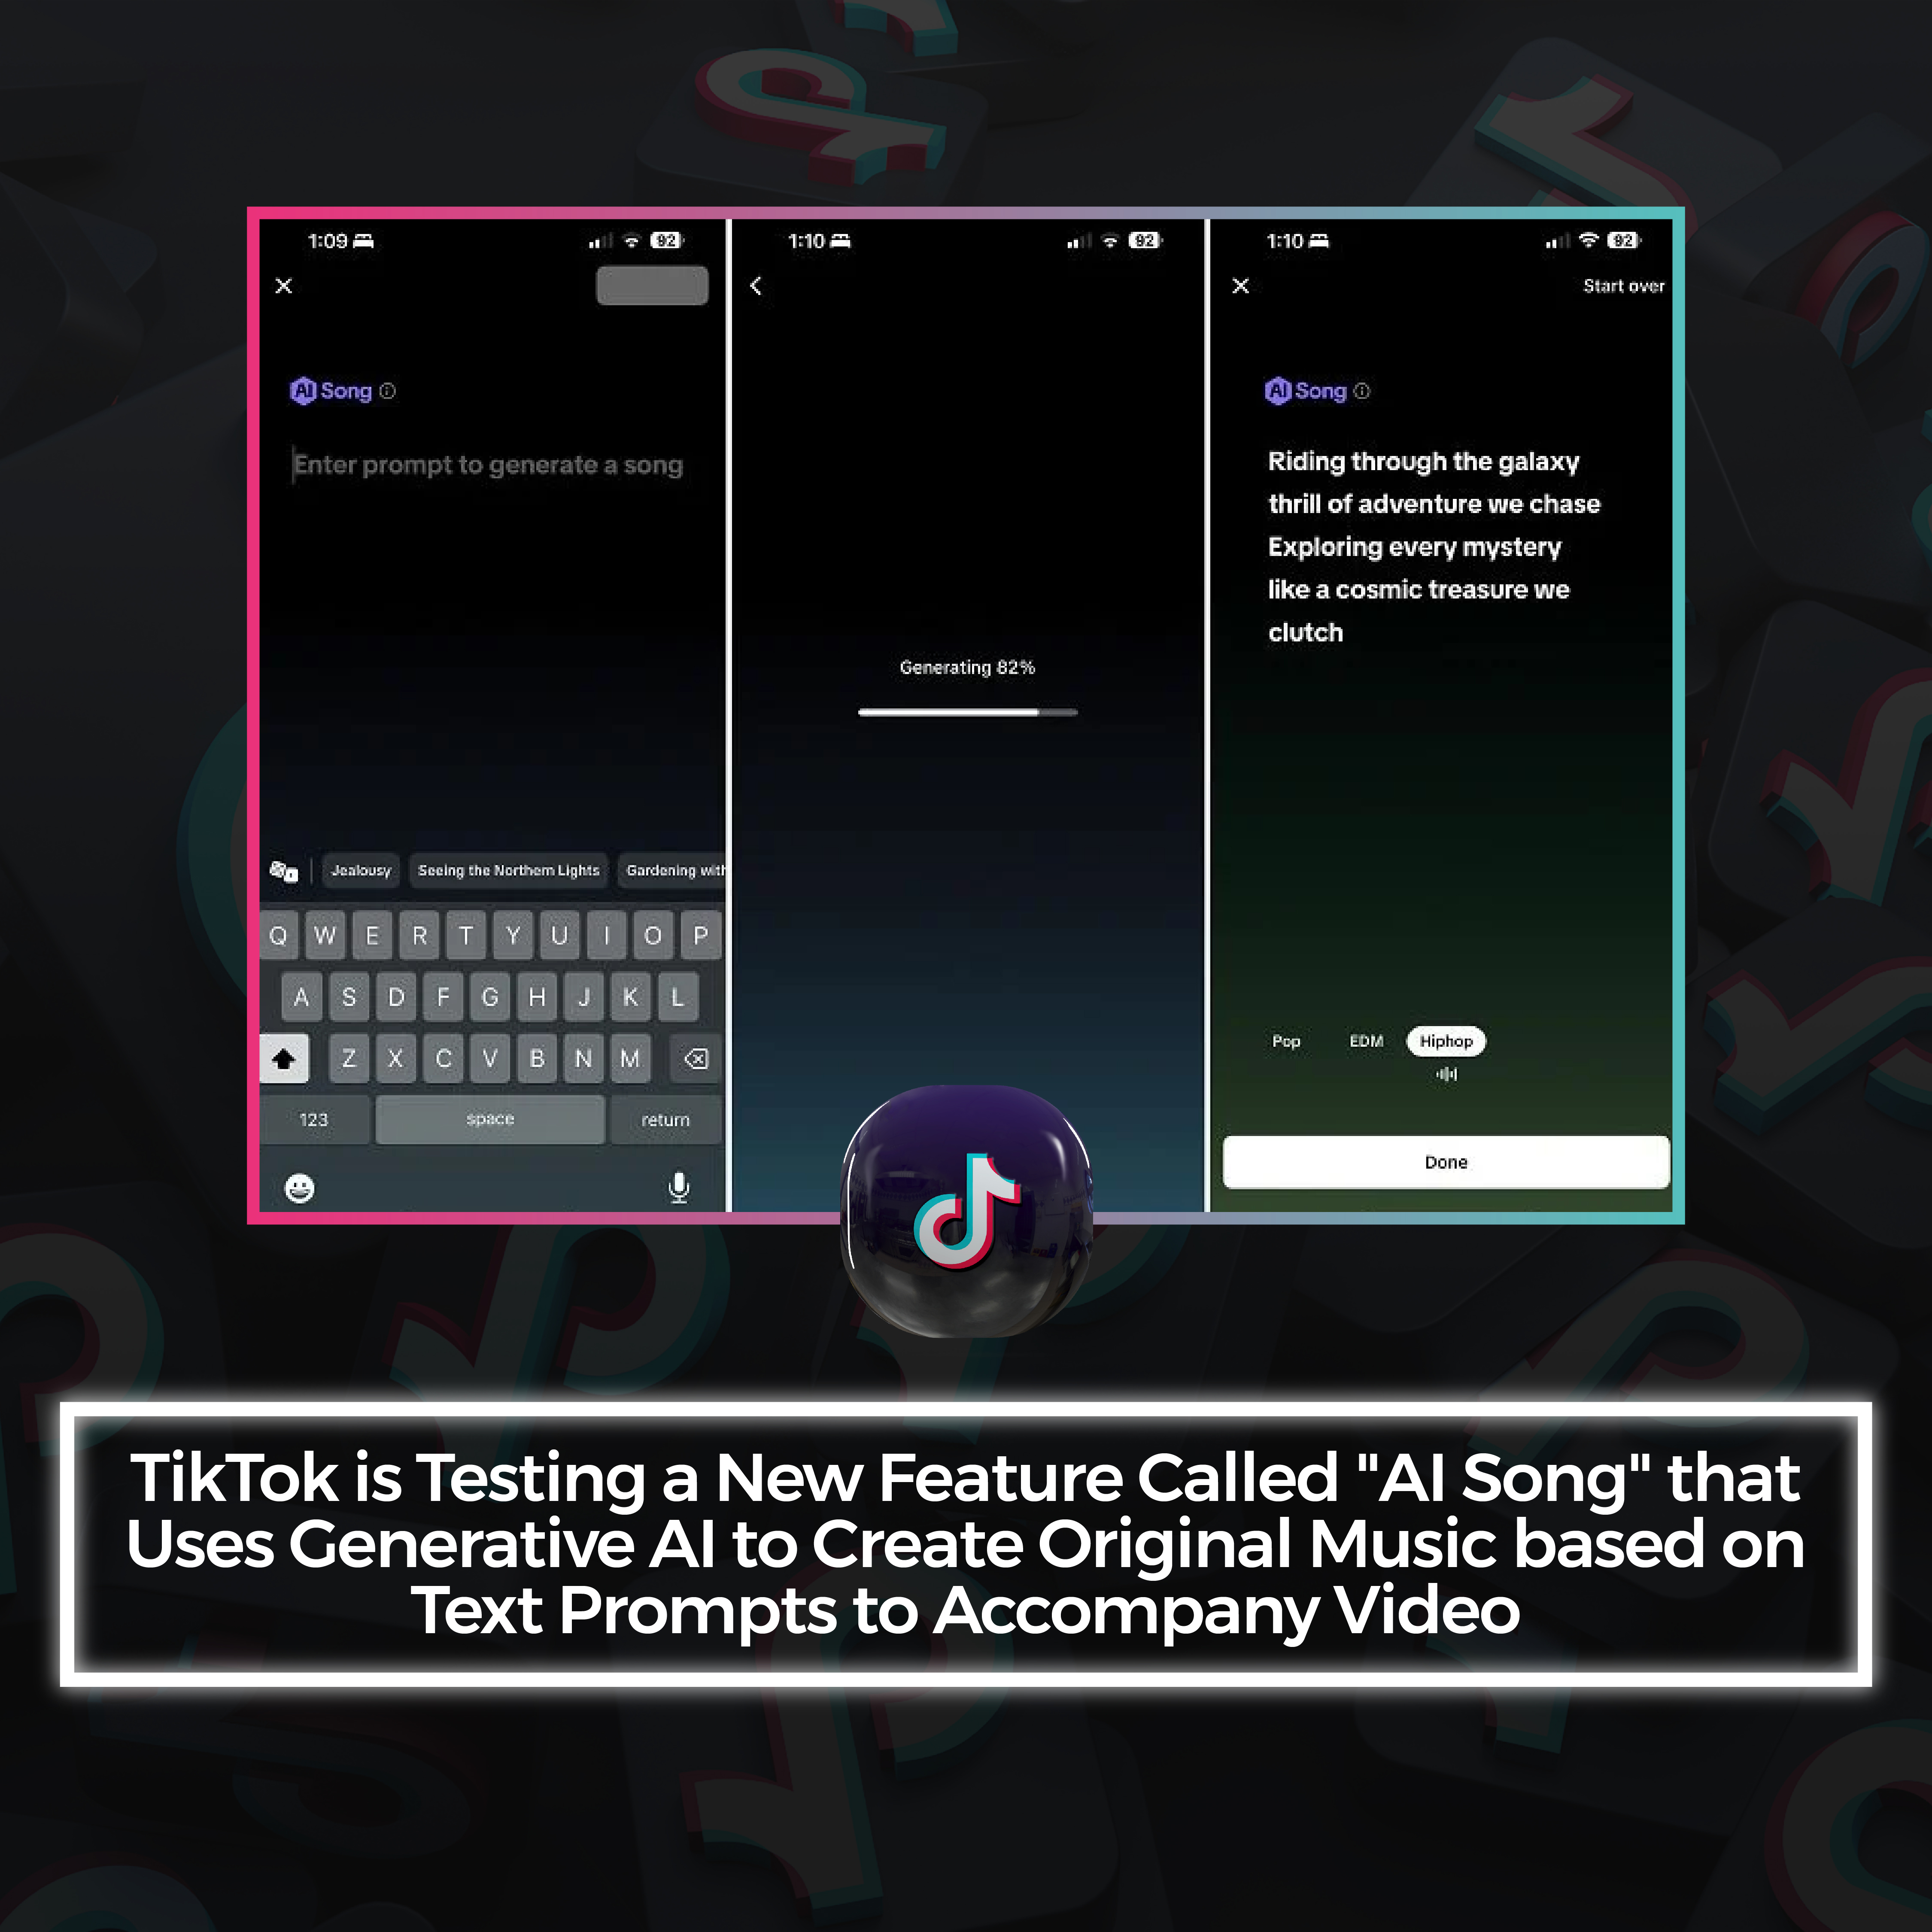 1:09
92
AI Song
Enter prompt to generate a song
Jealousy
Seeing the Northern Lights
Gardening with
Q W E R T Y U I O P
A S D F G H J K L
Z X C V B N M
123
space
return
1:10
92
Generating 82%
1:10
92
Start over
AI Song
Riding through the galaxy
thrill of adventure we chase
Exploring every mystery
like a cosmic treasure we
clutch
Pop
EDM
Hiphop
Done
TikTok is Testing a New Feature Called "AI Song" that
Uses Generative AI to Create Original Music based on
Text Prompts to Accompany Video